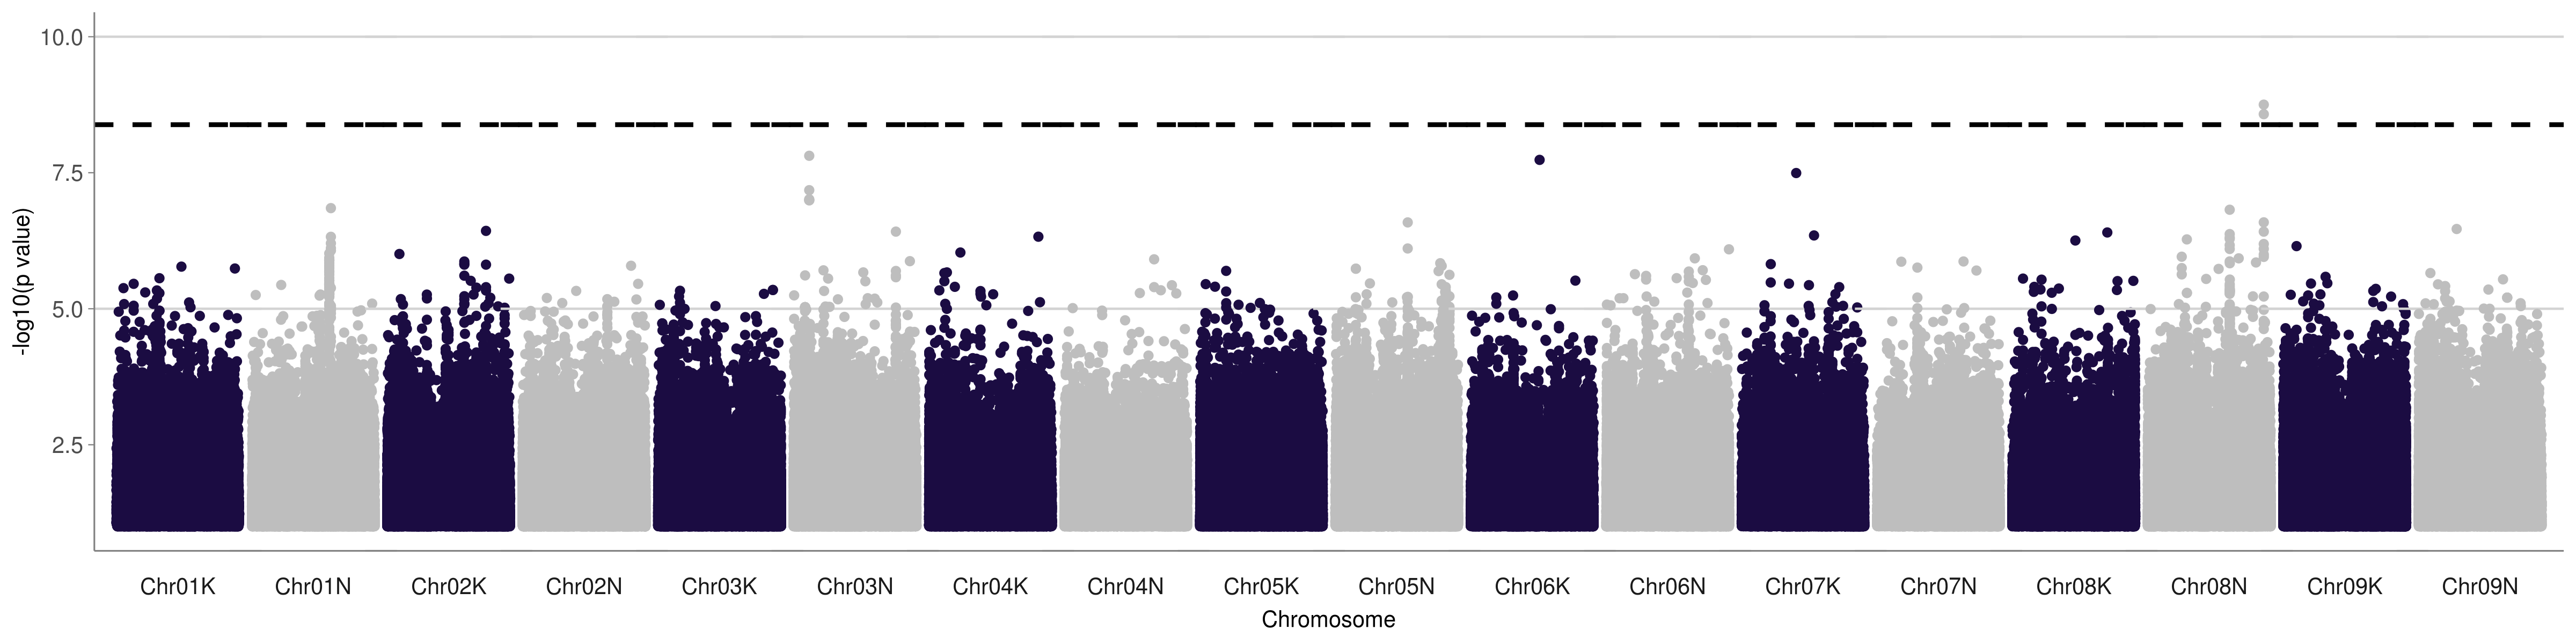 10.0
7.5
5.0
2.5
-log10(p value)
Chr01K Chr01N Chr02K Chr02N Chr03K Chr03N Chr04K Chr04N Chr05K Chr05N Chr06K Chr06N Chr07K Chr07N Chr08K Chr08N Chr09K Chr09N
Chromosome